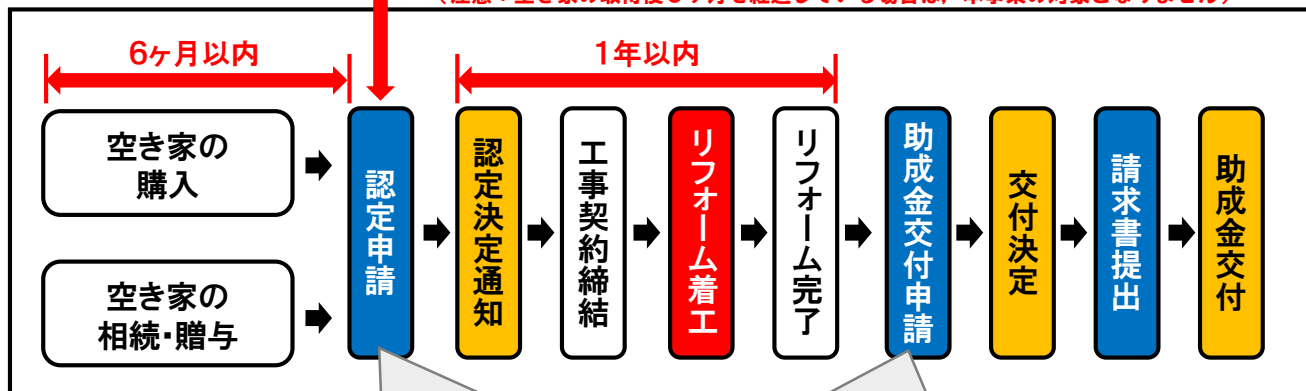 6ヶ月以内
1年以内
空き家の
購入
空き家の
相続・贈与
認定申請
認定決定通知
工事契約締結
リフォーム着工
リフォーム完了
助成金交付申請
交付決定
請求書提出
助成金交付